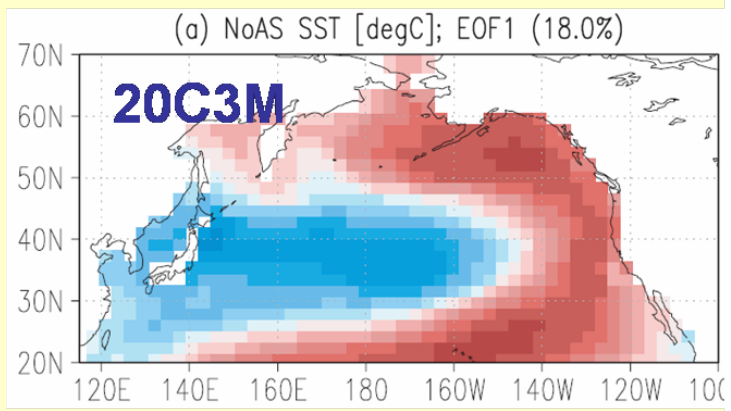 (a) NoAS SST [degC]; EOF1 (18.0%)
70N
20C3M
60N
50N
40N
30N
20N
120E 140E 160E 180 160W 140W 120W 100